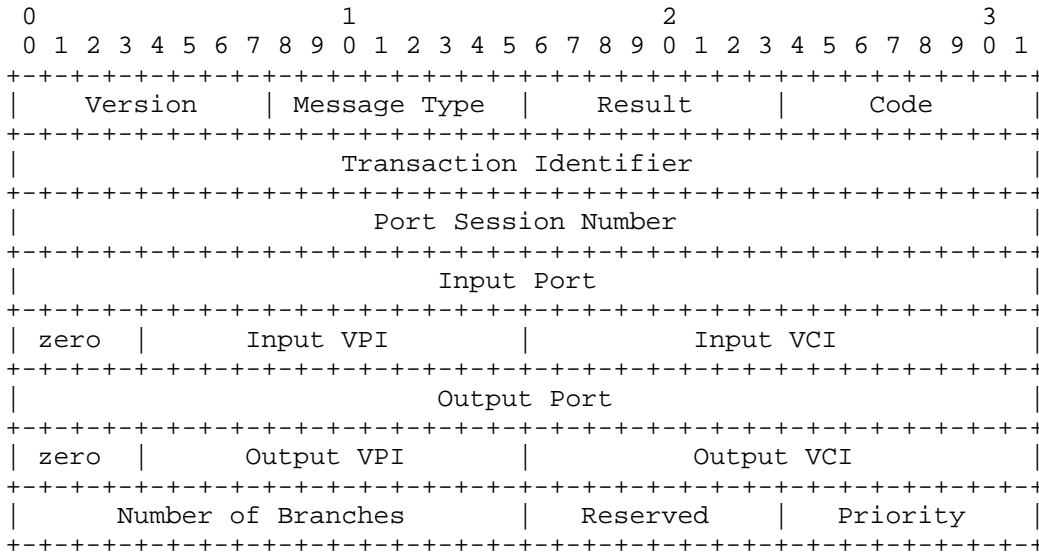 0                   1                   2                   3
 0 1 2 3 4 5 6 7 8 9 0 1 2 3 4 5 6 7 8 9 0 1 2 3 4 5 6 7 8 9 0 1
+-+-+-+-+-+-+-+-+-+-+-+-+-+-+-+-+-+-+-+-+-+-+-+-+-+-+-+-+-+-+-+-+
|    Version    | Message Type  |    Result     |     Code      |
+-+-+-+-+-+-+-+-+-+-+-+-+-+-+-+-+-+-+-+-+-+-+-+-+-+-+-+-+-+-+-+-+
|                    Transaction Identifier                     |
+-+-+-+-+-+-+-+-+-+-+-+-+-+-+-+-+-+-+-+-+-+-+-+-+-+-+-+-+-+-+-+-+
|                      Port Session Number                      |
+-+-+-+-+-+-+-+-+-+-+-+-+-+-+-+-+-+-+-+-+-+-+-+-+-+-+-+-+-+-+-+-+
|                          Input Port                           |
+-+-+-+-+-+-+-+-+-+-+-+-+-+-+-+-+-+-+-+-+-+-+-+-+-+-+-+-+-+-+-+-+
| zero  |      Input VPI        |          Input VCI            |
+-+-+-+-+-+-+-+-+-+-+-+-+-+-+-+-+-+-+-+-+-+-+-+-+-+-+-+-+-+-+-+-+
|                          Output Port                          |
+-+-+-+-+-+-+-+-+-+-+-+-+-+-+-+-+-+-+-+-+-+-+-+-+-+-+-+-+-+-+-+-+
| zero  |      Output VPI       |          Output VCI           |
+-+-+-+-+-+-+-+-+-+-+-+-+-+-+-+-+-+-+-+-+-+-+-+-+-+-+-+-+-+-+-+-+
|      Number of Branches       |   Reserved    |   Priority    |
+-+-+-+-+-+-+-+-+-+-+-+-+-+-+-+-+-+-+-+-+-+-+-+-+-+-+-+-+-+-+-+-+